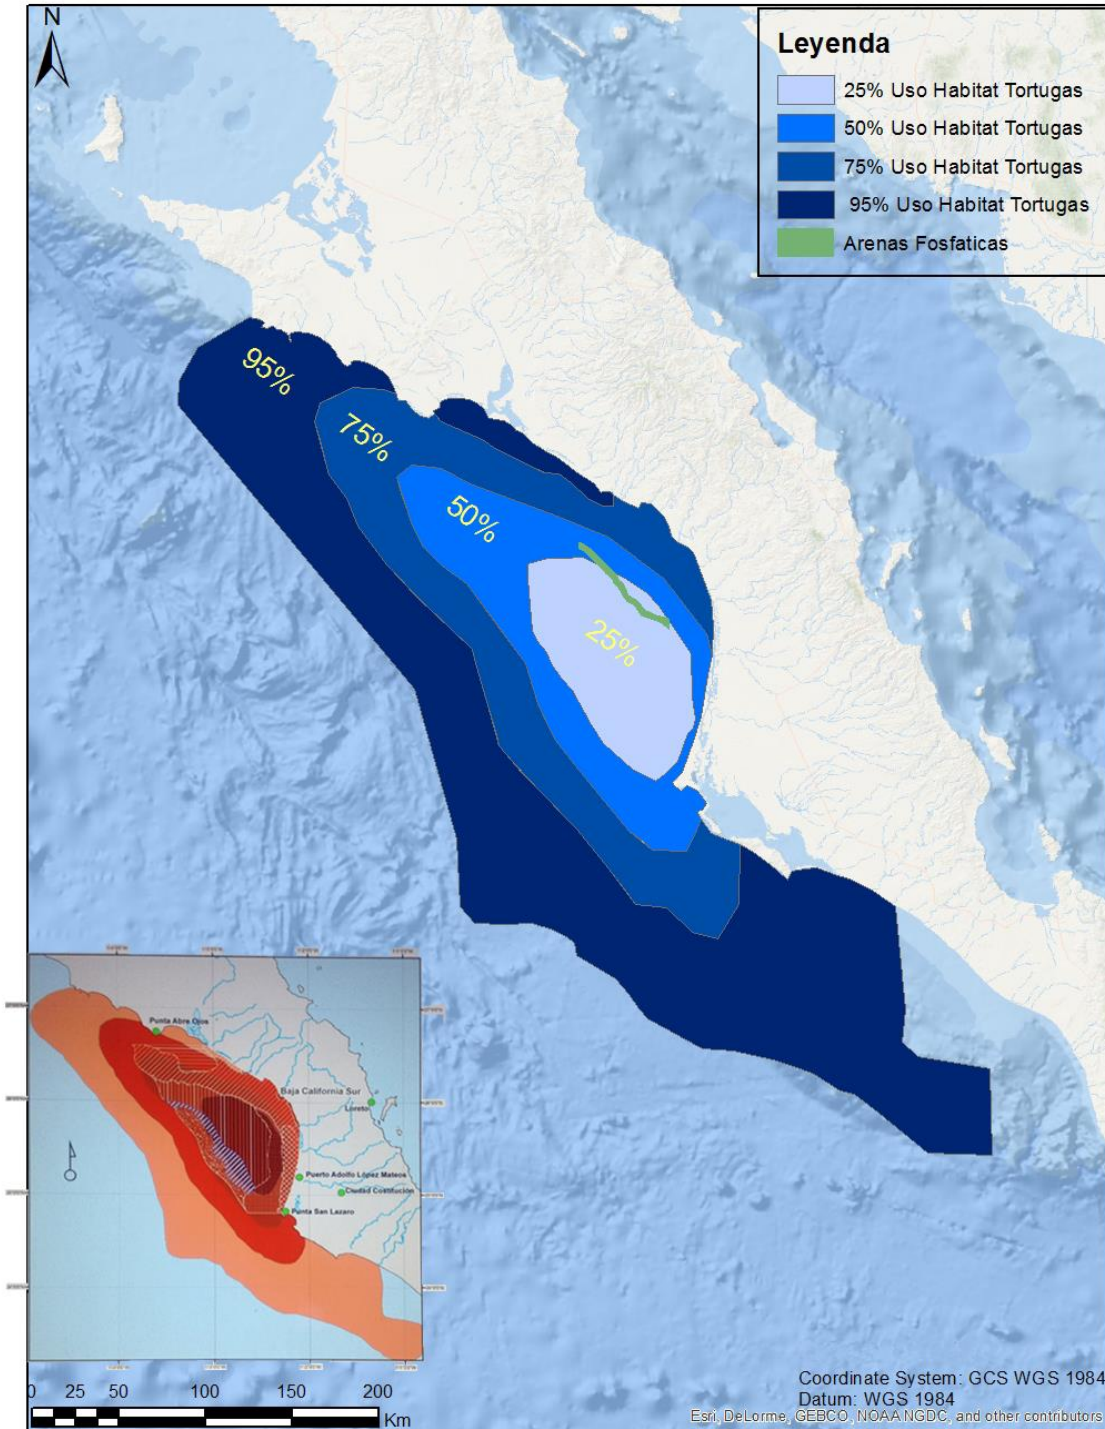 N
Leyenda
25% Uso Habitat Tortugas
50% Uso Habitat Tortugas
75% Uso Habitat Tortugas
95% Uso Habitat Tortugas
Arenas Fosfaticas
95%
75%
50%
25%
Punta Abre Ojos
Baja California Sur
Loreto
Puerto Adolfo López Mateos
Ciudad Costitución
Punta San Lazaro
0 25 50 100 150 200
Km
Coordinate System: GCS WGS 1984
Datum: WGS 1984
Esri, DeLorme, GEBCO, NOAA NGDC, and other contributors